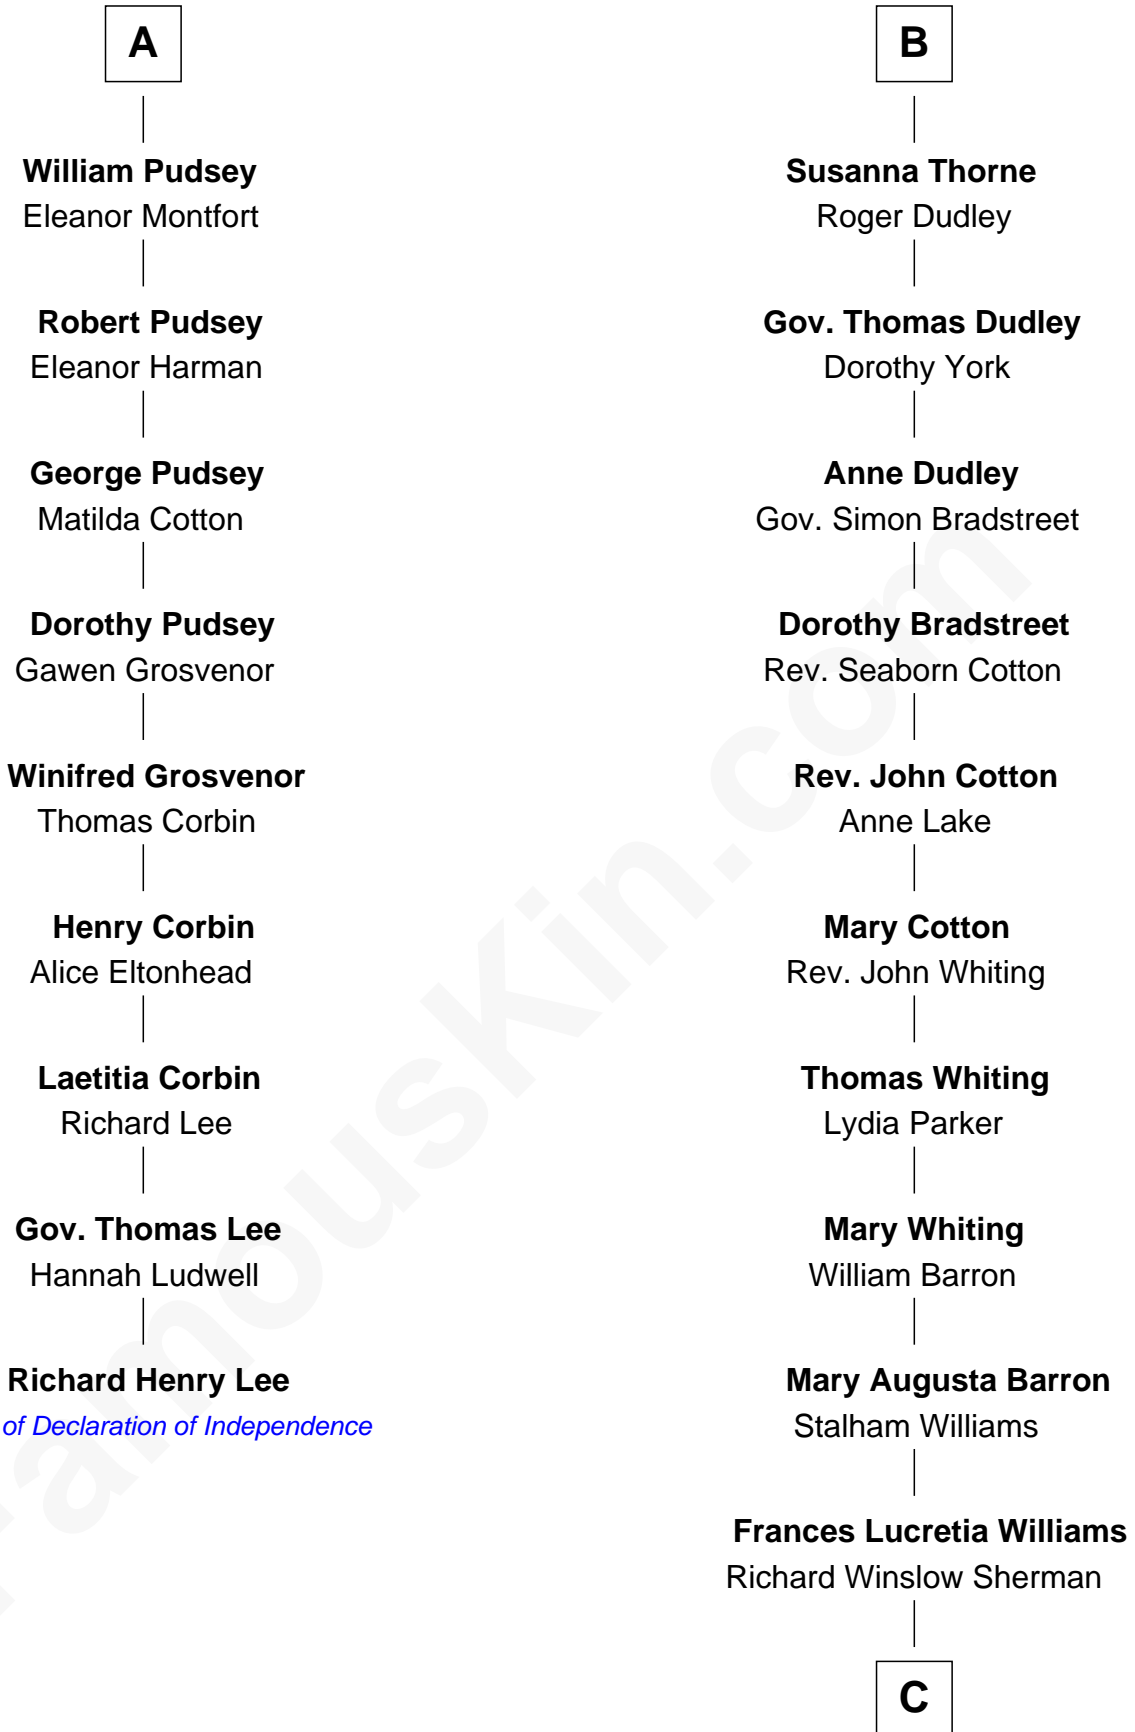 A
William Pudsey
Eleanor Montfort
Robert Pudsey
Eleanor Harman
George Pudsey
Matilda Cotton
Dorothy Pudsey
Gawen Grosvenor
Winifred Grosvenor
Thomas Corbin
Henry Corbin
Alice Eltonhead
Laetitia Corbin
Richard Lee
Gov. Thomas Lee
Hannah Ludwell
Richard Henry Lee
of Declaration of Independence
B
Susanna Thorne
Roger Dudley
Gov. Thomas Dudley
Dorothy York
Anne Dudley
Gov. Simon Bradstreet
Dorothy Bradstreet
Rev. Seaborn Cotton
Rev. John Cotton
Anne Lake
Mary Cotton
Rev. John Whiting
Thomas Whiting
Lydia Parker
Mary Whiting
William Barron
Mary Augusta Barron
Stalham Williams
Frances Lucretia Williams
Richard Winslow Sherman
C
FamousKin.com